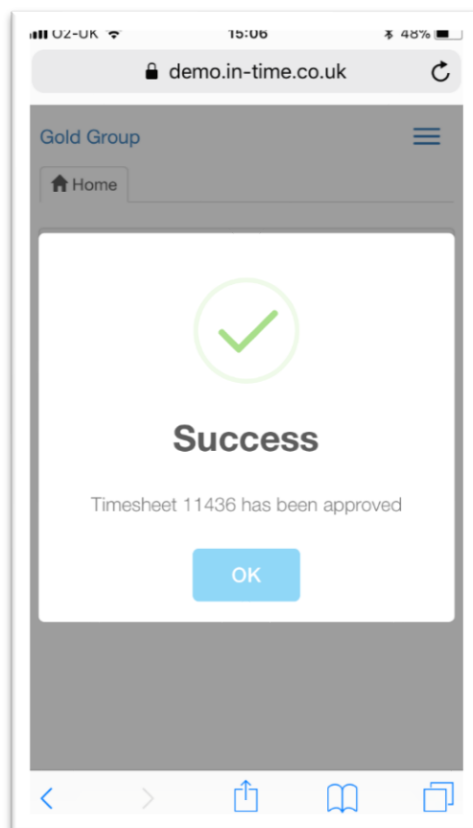 O2-UK 15:06 48%
demo.in-time.co.uk
Gold Group
Home
Success
Timesheet 11436 has been approved
OK